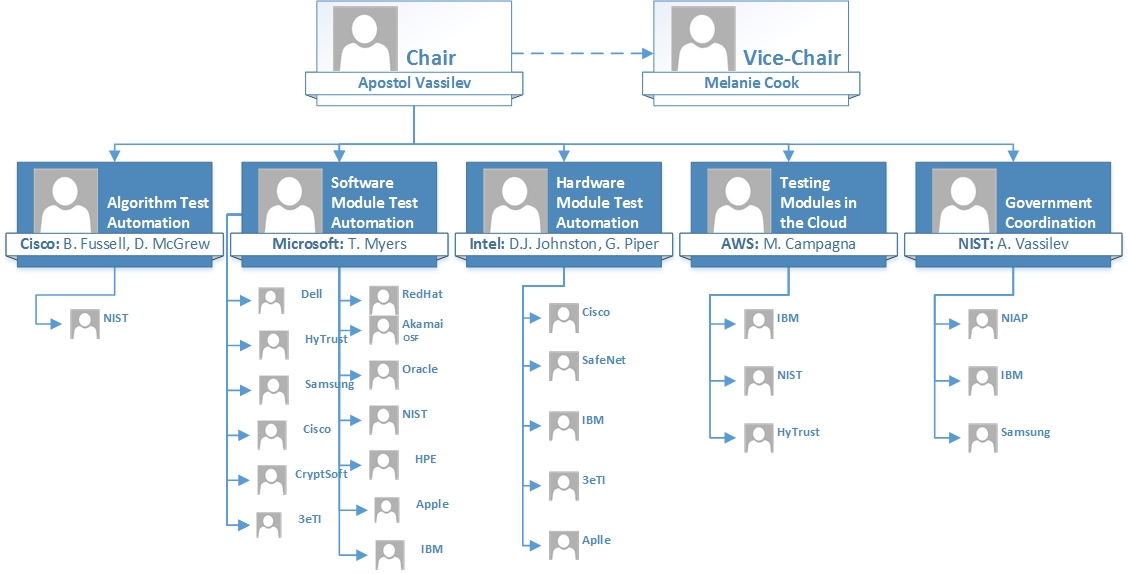 Chair
Apostol Vassilev
Vice-Chair
Melanie Cook
Algorithm Test
Automation
Cisco: B. Fussell, D. McGrew
NIST
Software
Module Test
Automation
Microsoft: T. Myers
Dell
HyTrust
Samsung
Cisco
CryptSoft
3eTI
RedHat
Akamai
OSF
Oracle
NIST
HPE
Apple
IBM
Hardware
Module Test
Automation
Intel: D.J. Johnston, G. Piper
Cisco
SafeNet
IBM
3eTI
Aplle
Testing
Modules in
the Cloud
AWS: M. Campagna
IBM
NIST
HyTrust
Government
Coordination
NIST: A. Vassilev
NIAP
IBM
Samsung